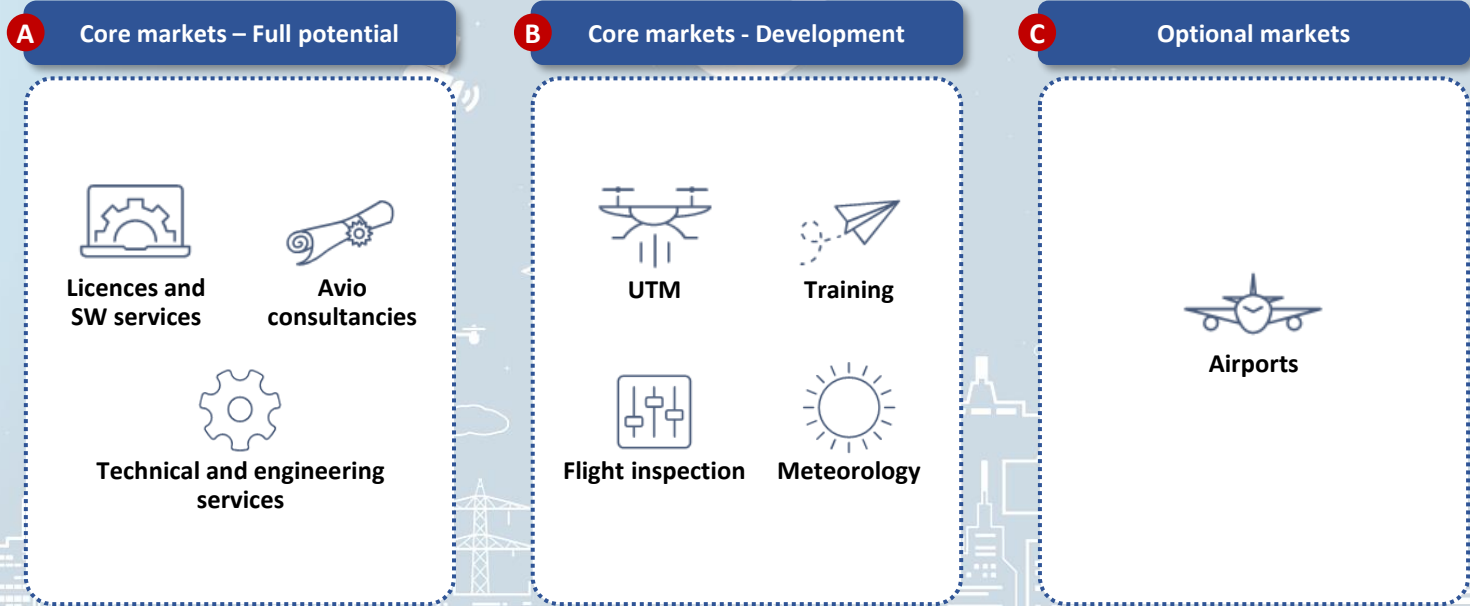 A
Core markets – Full potential
Licences and
SW services
Avio
consultancies
Technical and engineering
services
B
Core markets - Development
UTM
Training
Flight inspection
Meteorology
C
Optional markets
Airports